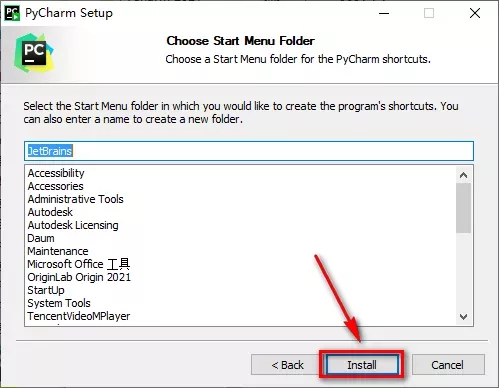 PyCharm Setup
PC
Choose Start Menu Folder
Choose a Start Menu folder for the PyCharm shortcuts.
Select the Start Menu folder in which you would like to create the program's shortcuts. You
can also enter a name to create a new folder.
JetBrains
Accessibility
Accessories
Administrative Tools
Autodesk
Autodesk Licensing
Daum
Maintenance
Microsoft Office 工具
OriginLab Origin 2021
StartUp
System Tools
TencentVideoMPlayer
< Back Install Cancel